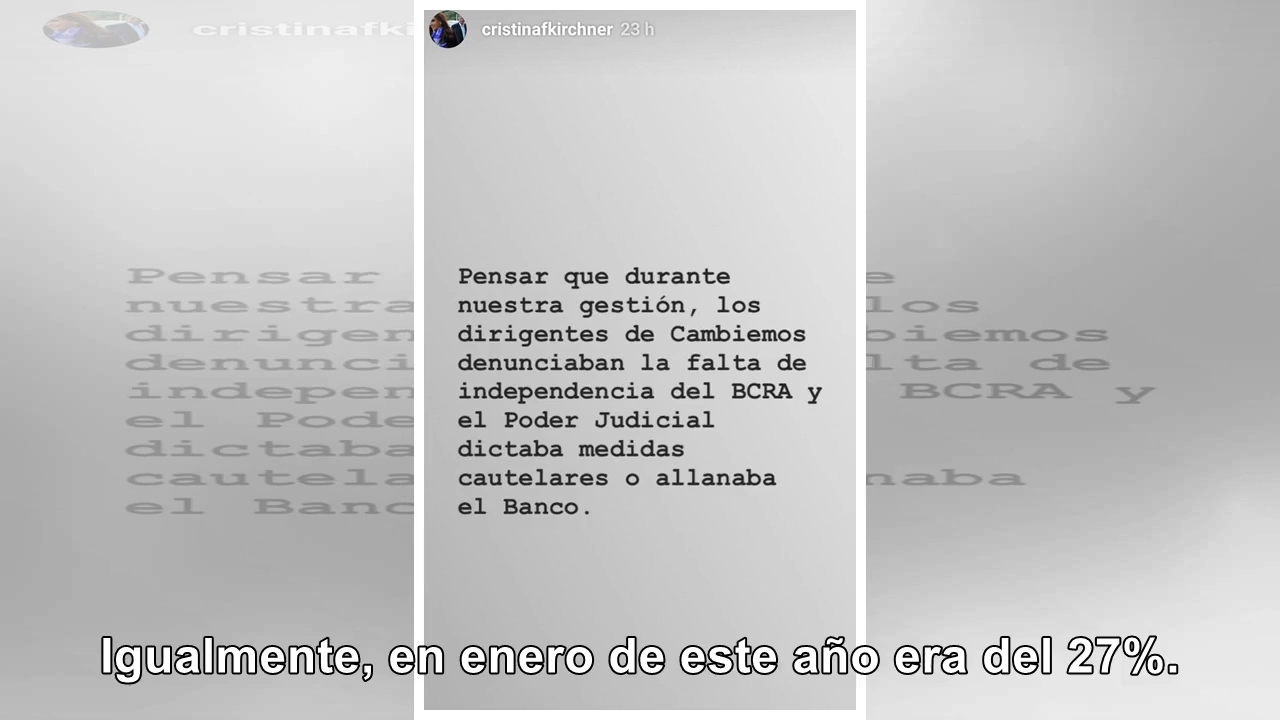 cristinafkirchner 23 h
Pensar que durante
nuestra gestión, los
dirigentes de Cambiemos
denunciaban la falta de
independencia del BCRA y
el Poder Judicial
dictaba medidas
cautelares o allanaba
el Banco.
Igualmente, en enero de este año era del 27%.